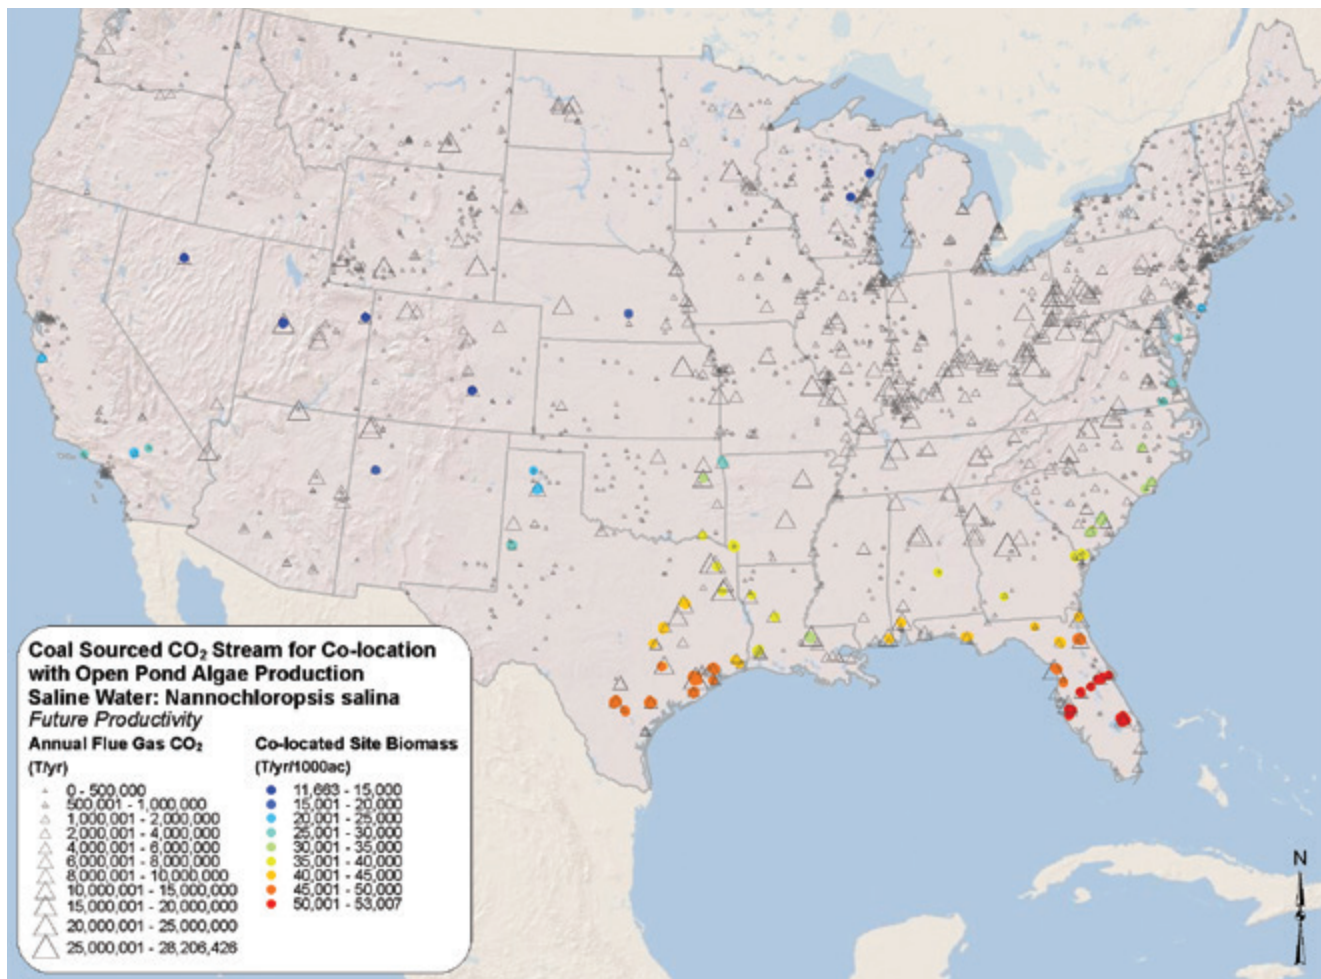 Coal Sourced CO₂ Stream for Co-location
with Open Pond Algae Production
Saline Water: Nannochloropsis salina
Future Productivity
Annual Flue Gas CO₂
(T/yr)
0 - 500,000
500,001 - 1,000,000
1,000,001 - 2,000,000
2,000,001 - 4,000,000
4,000,001 - 6,000,000
6,000,001 - 8,000,000
8,000,001 - 10,000,000
10,000,001 - 15,000,000
15,000,001 - 20,000,000
20,000,001 - 25,000,000
25,000,001 - 28,206,426
Co-located Site Biomass
(T/yr/1000ac)
11,663 - 15,000
15,001 - 20,000
20,001 - 25,000
25,001 - 30,000
30,001 - 35,000
35,001 - 40,000
40,001 - 45,000
45,001 - 50,000
50,001 - 53,007
N